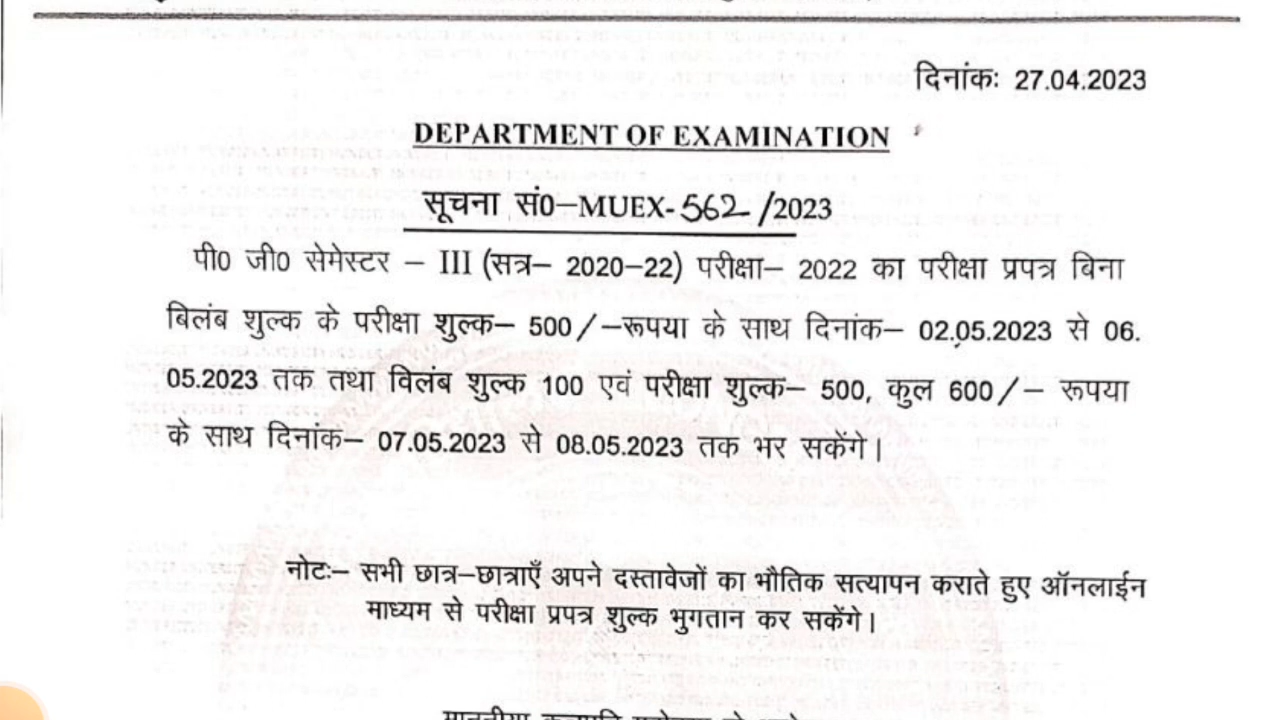 दिनांकः 27.04.2023
DEPARTMENT OF EXAMINATION
सूचना सं0–MUEX-562/2023
पी0 जी0 सेमेस्टर – III (सत्र– 2020–22) परीक्षा– 2022 का परीक्षा प्रपत्र बिना
बिलंब शुल्क के परीक्षा शुल्क– 500/–रूपया के साथ दिनांक– 02.05.2023 से 06.
05.2023 तक तथा विलंब शुल्क 100 एवं परीक्षा शुल्क– 500, कुल 600/– रूपया
के साथ दिनांक– 07.05.2023 से 08.05.2023 तक भर सकेंगे।
नोटः– सभी छात्र–छात्राएँ अपने दस्तावेजों का भौतिक सत्यापन कराते हुए ऑनलाईन
माध्यम से परीक्षा प्रपत्र शुल्क भुगतान कर सकेंगे।